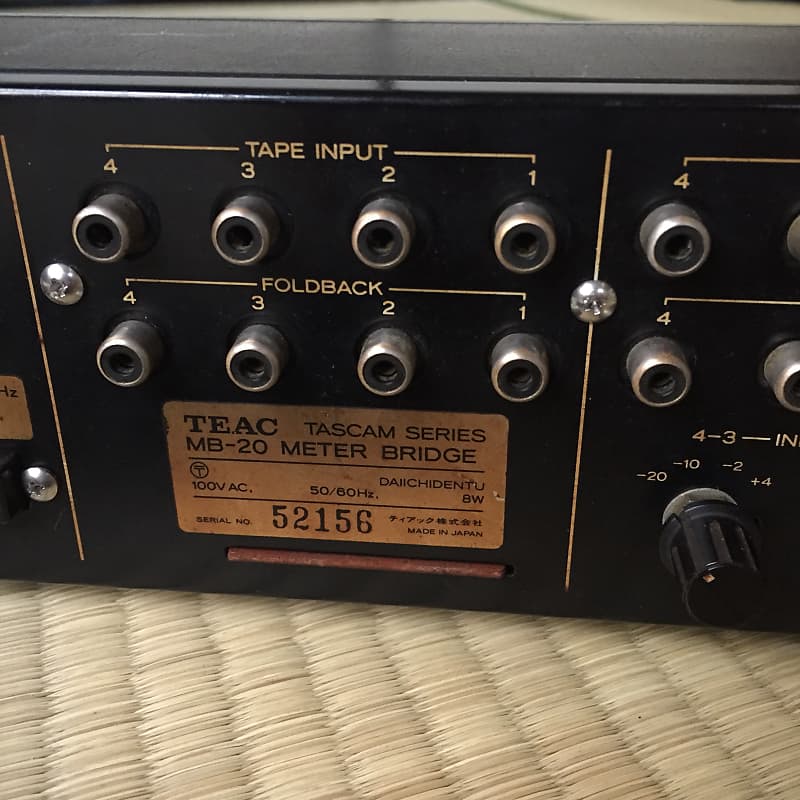 TAPE INPUT
4 3 2 1
4
FOLDBACK
4 3 2 1
4
Hz
TEAC TASCAM SERIES
MB-20 METER BRIDGE
T
100V AC. 50/60Hz. DAIICHIDENTU 8W
SERIAL NO. 52156 ティアック株式会社
MADE IN JAPAN
4-3
-20 -10 -2 +4